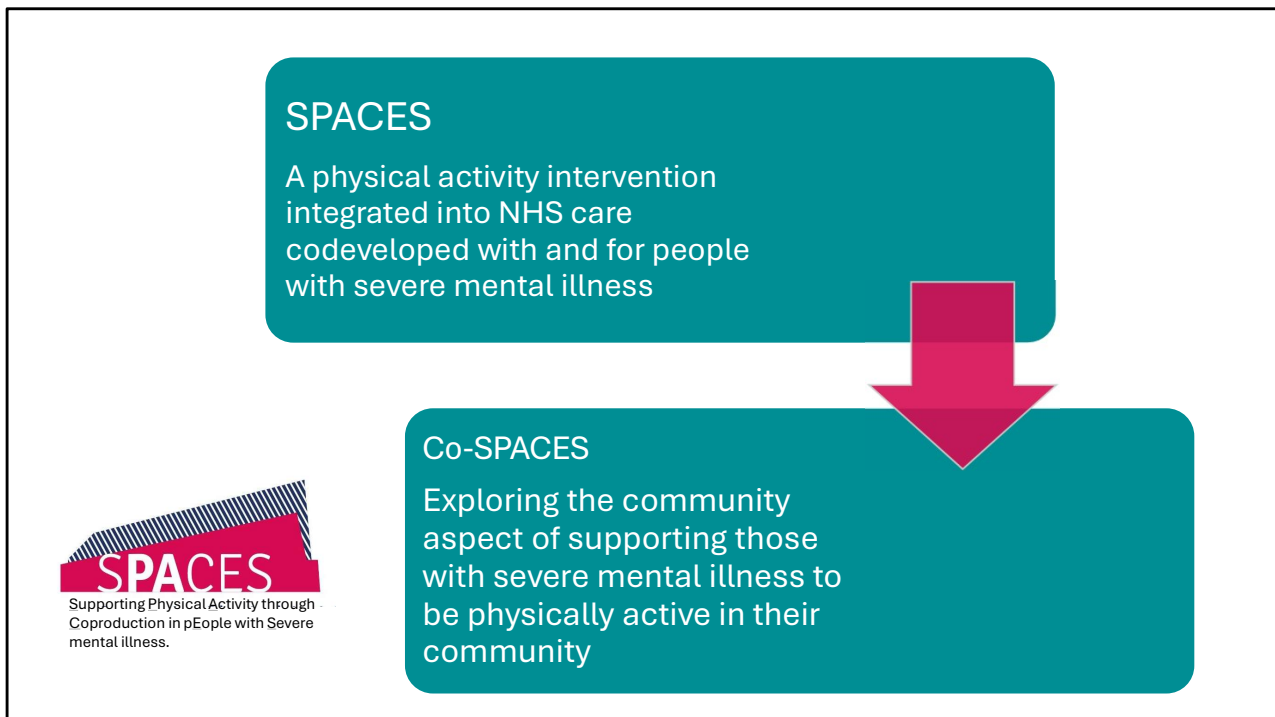 SPACES
A physical activity intervention
integrated into NHS care
codeveloped with and for people
with severe mental illness
Co-SPACES
Exploring the community
aspect of supporting those
with severe mental illness to
be physically active in their
community
SPACES
Supporting Physical Activity through
Coproduction in pEople with Severe
mental illness.